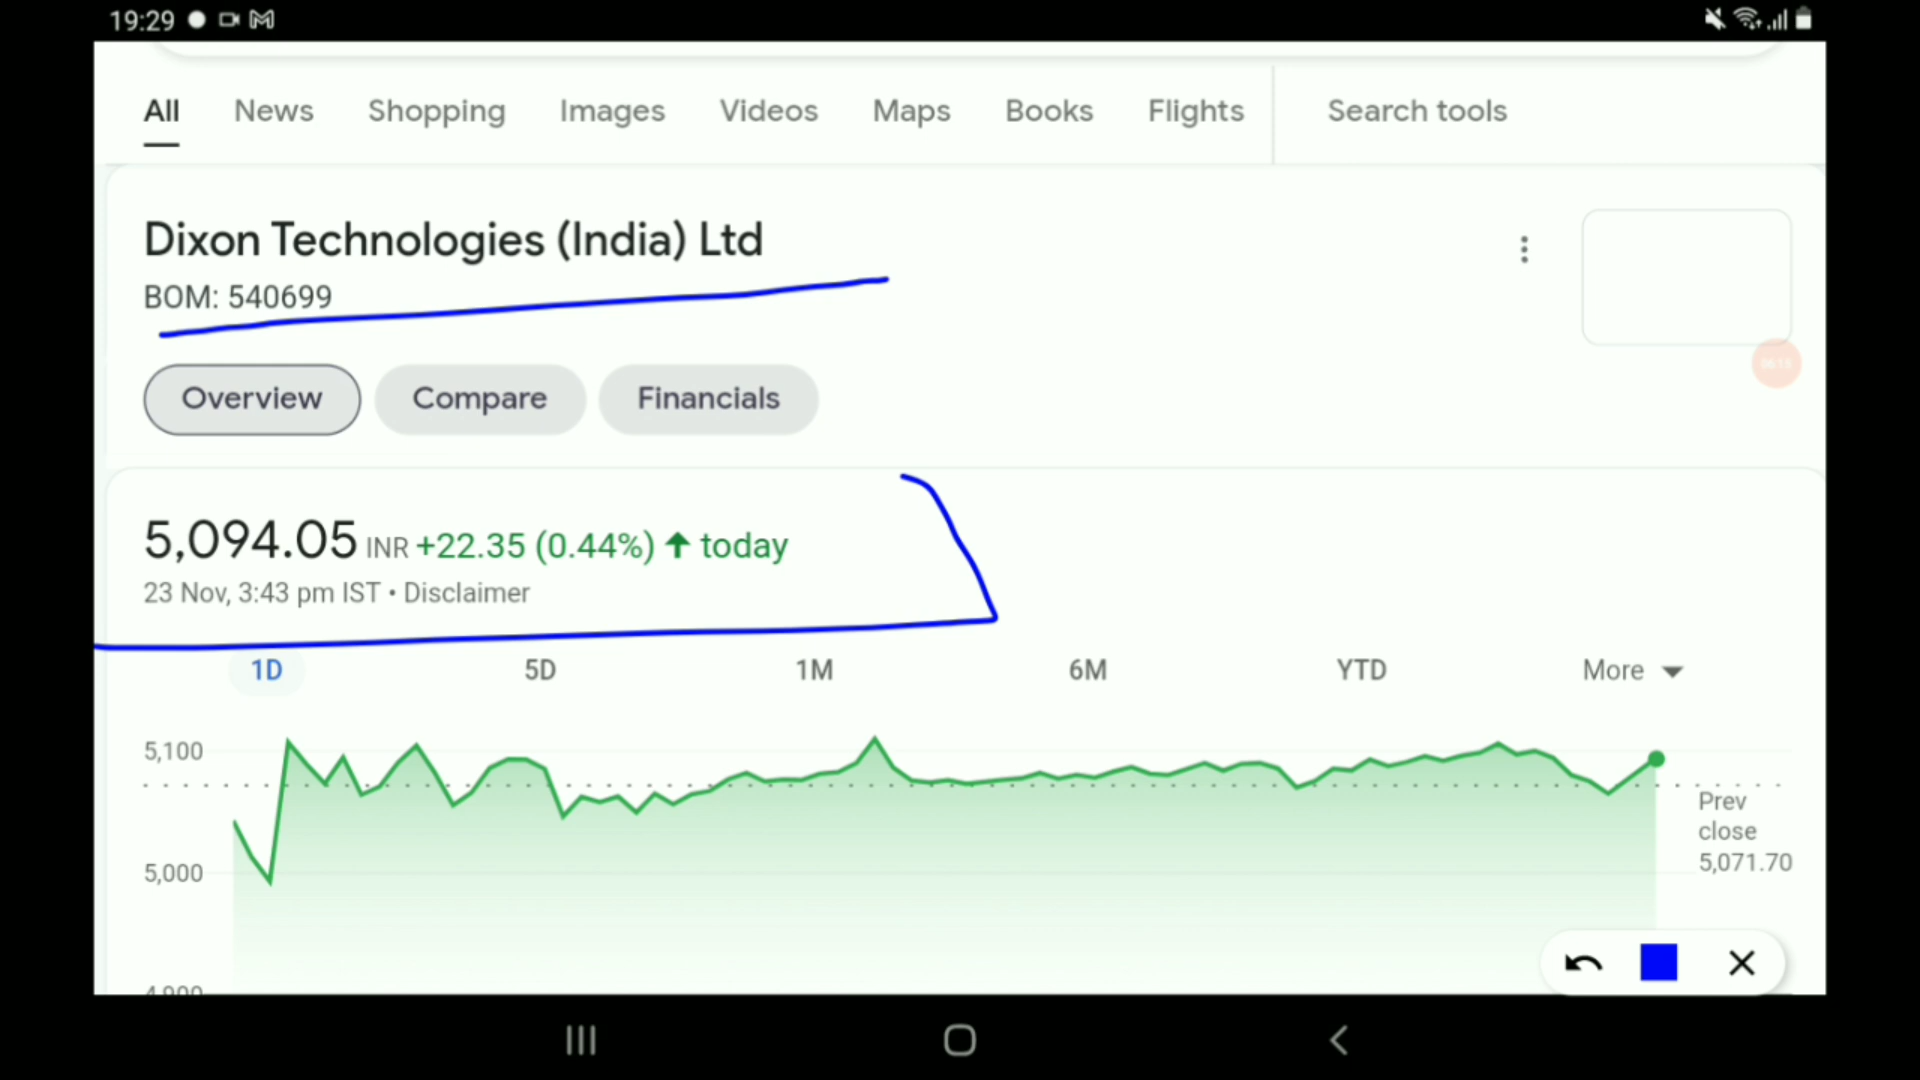 19:29
All News Shopping Images Videos Maps Books Flights Search tools
Dixon Technologies (India) Ltd
BOM: 540699
Overview Compare Financials
5,094.05 INR +22.35 (0.44%) ↑ today
23 Nov, 3:43 pm IST • Disclaimer
1D 5D 1M 6M YTD More
5,100
Prev
close
5,071.70
5,000
4,900